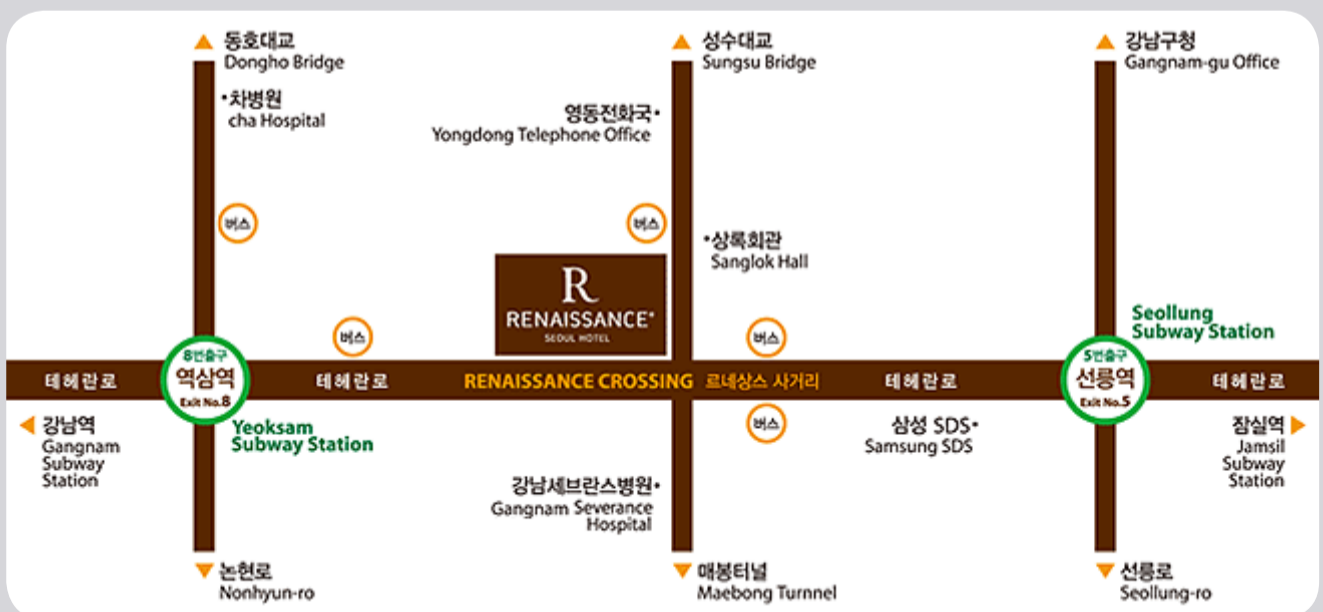 동호대교
Dongho Bridge
성수대교
Sungsu Bridge
강남구청
Gangnam-gu Office
•차병원
cha Hospital
영동전화국•
Yongdong Telephone Office
버스
버스
•상록회관
Sanglok Hall
R
RENAISSANCE
SEOUL HOTEL
Seollung
Subway Station
버스
버스
8번출구
역삼역
Exit No.8
5번출구
선릉역
Exit No.5
테헤란로
테헤란로
RENAISSANCE CROSSING 르네상스 사거리
테헤란로
테헤란로
강남역
Gangnam
Subway
Station
Yeoksam
Subway Station
버스
삼성 SDS•
Samsung SDS
잠실역
Jamsil
Subway
Station
강남세브란스병원•
Gangnam Severance
Hospital
논현로
Nonhyun-ro
매봉터널
Maebong Turnnel
선릉로
Seollung-ro